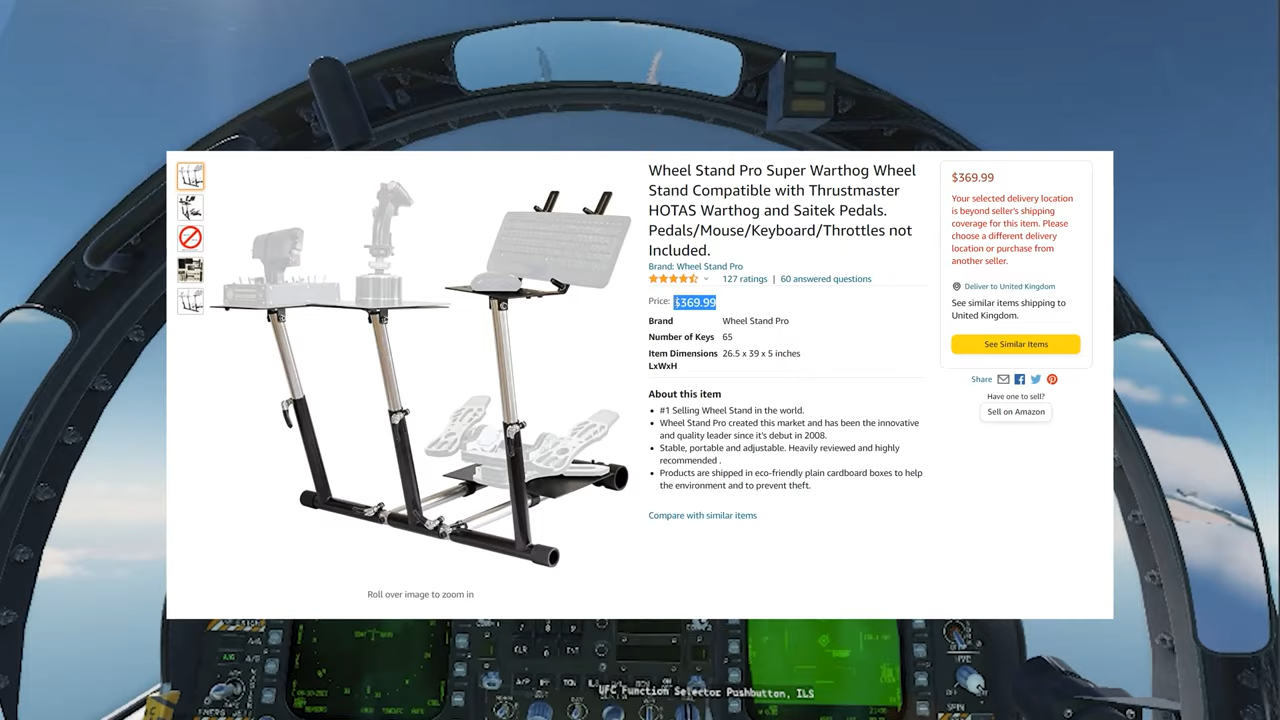 Wheel Stand Pro Super Warthog Wheel
Stand Compatible with Thrustmaster
HOTAS Warthog and Saitek Pedals.
Pedals/Mouse/Keyboard/Throttles not
Included.
Brand: Wheel Stand Pro
127 ratings | 60 answered questions
Price: $369.99
Brand Wheel Stand Pro
Number of Keys 65
Item Dimensions 26.5 x 39 x 5 inches
LxWxH
About this item
• #1 Selling Wheel Stand in the world.
• Wheel Stand Pro created this market and has been the innovative
and quality leader since it's debut in 2008.
• Stable, portable and adjustable. Heavily reviewed and highly
recommended .
• Products are shipped in eco-friendly plain cardboard boxes to help
the environment and to prevent theft.
Compare with similar items
Roll over image to zoom in
$369.99
Your selected delivery location
is beyond seller's shipping
coverage for this item. Please
choose a different delivery
location or purchase from
another seller.
Deliver to United Kingdom
See similar items shipping to
United Kingdom.
See Similar Items
Share
Have one to sell?
Sell on Amazon
CLR
UFC Function Selector Pushbutton, ILS